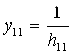 y₁₁ = 1/h₁₁